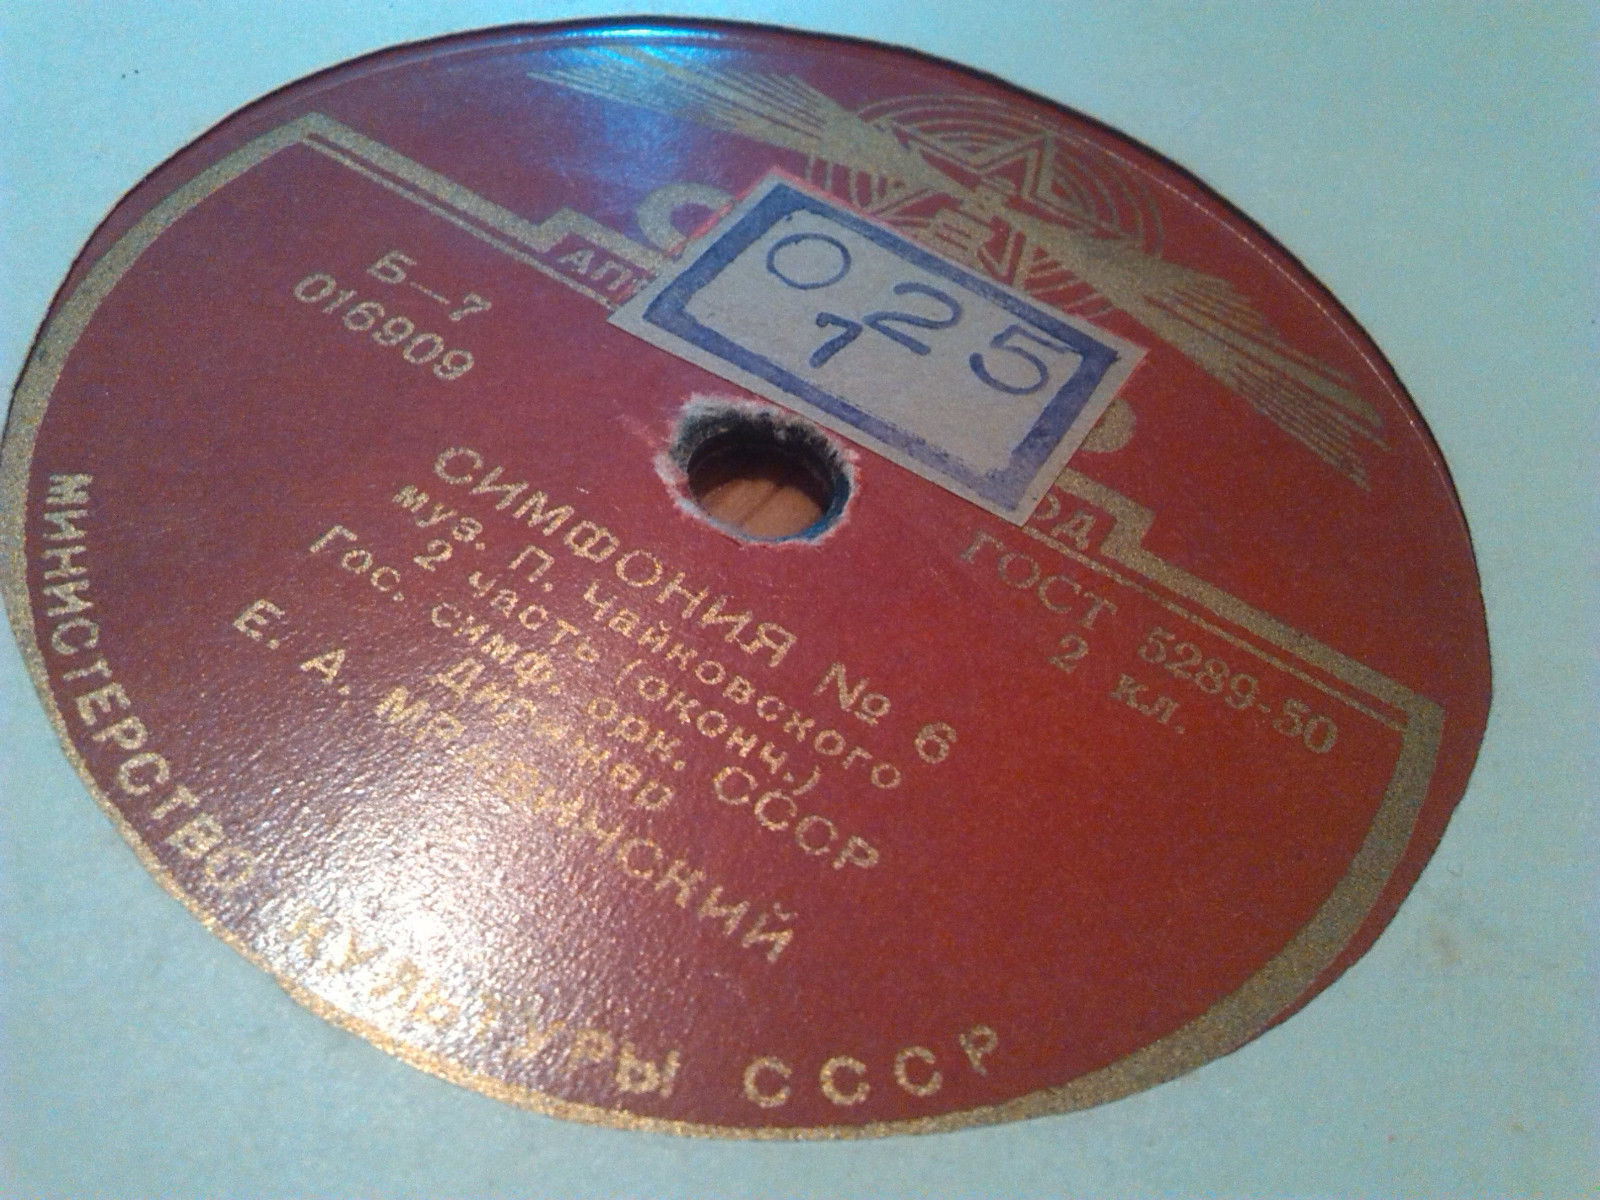 0 25
1
Б—7
016909
ГОСТ 5289-50
2 кл.
СИМФОНИЯ № 6
муз. П. Чайковского
2 часть (оконч.)
Гос. симф. орк. СССР
Дирижер
Е. А. МРАВИНСКИЙ
МИНИСТЕРСТВО КУЛЬТУРЫ СССР